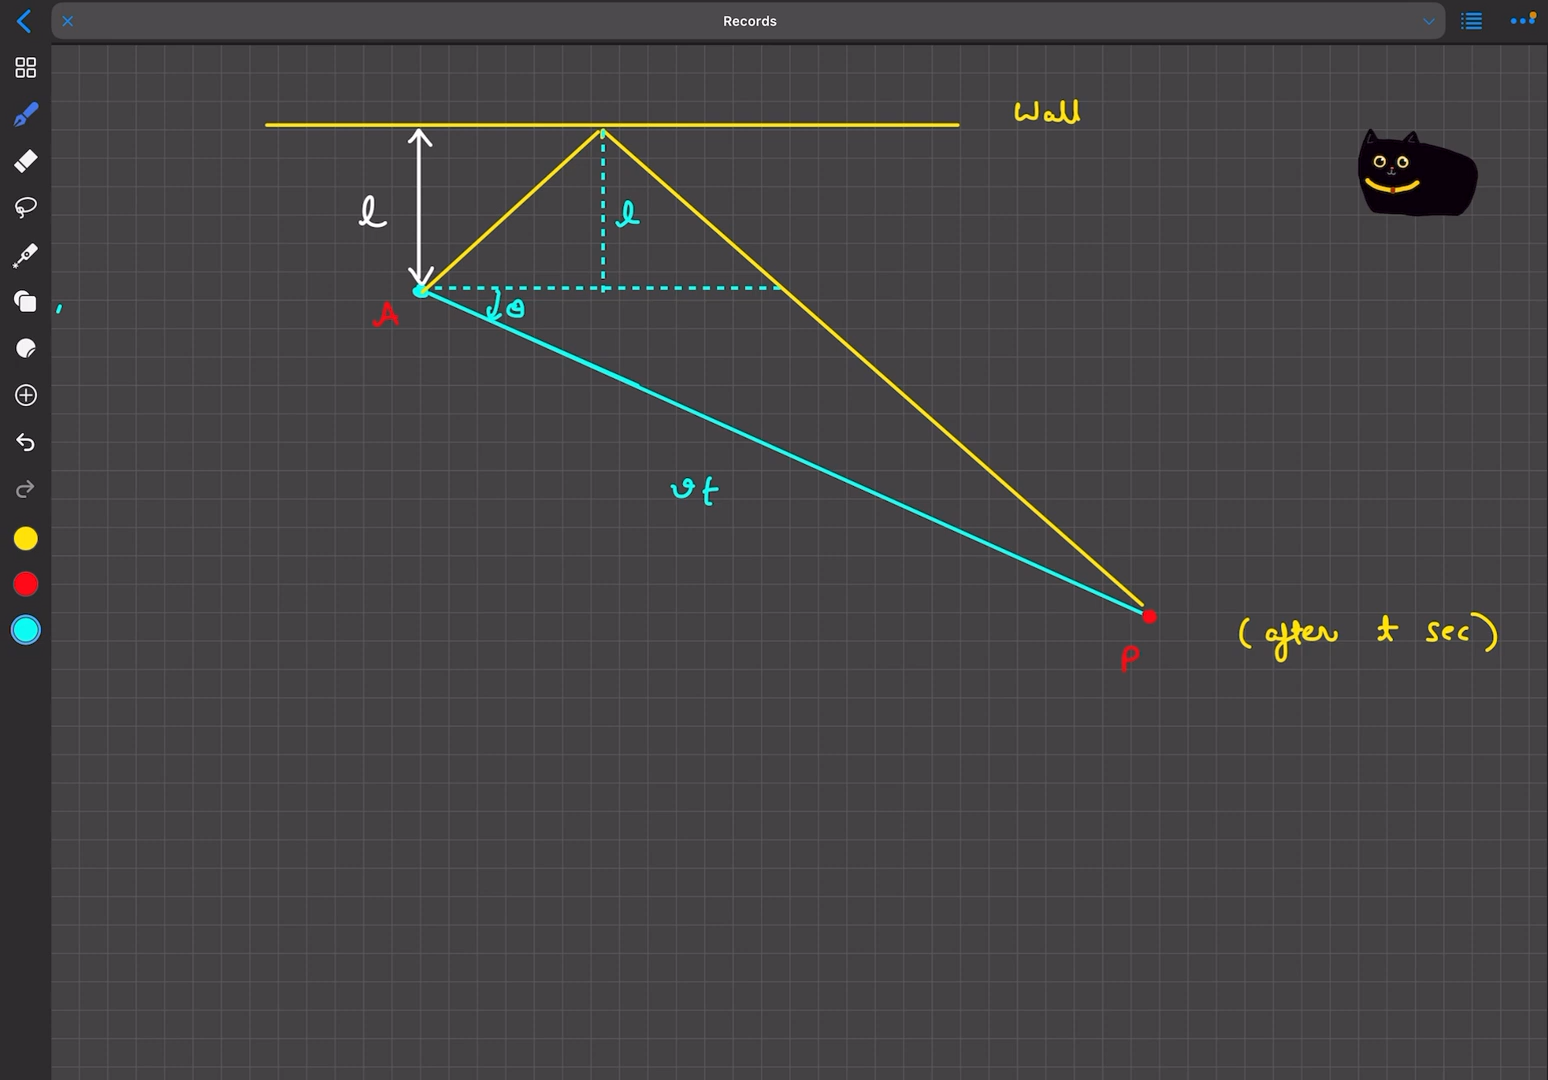 Records
Wall
l
l
A
θ
vt
(after t sec)
P